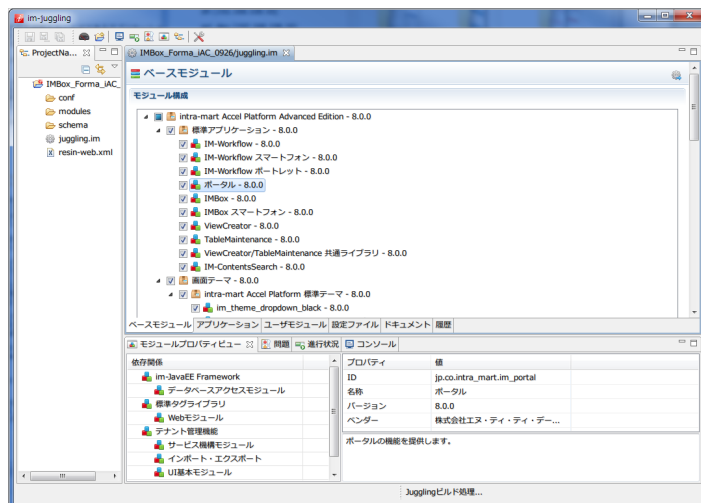 im-juggling
ProjectNa...
IMBox_Forma_iAC_0926/juggling.im
IMBox_Forma_iAC_
conf
modules
schema
juggling.im
resin-web.xml
ベースモジュール
モジュール構成
intra-mart Accel Platform Advanced Edition - 8.0.0
標準アプリケーション - 8.0.0
IM-Workflow - 8.0.0
IM-Workflow スマートフォン - 8.0.0
IM-Workflow ポートレット - 8.0.0
ポータル - 8.0.0
IMBox - 8.0.0
IMBox スマートフォン - 8.0.0
ViewCreator - 8.0.0
TableMaintenance - 8.0.0
ViewCreator/TableMaintenance 共通ライブラリ - 8.0.0
IM-ContentsSearch - 8.0.0
画面テーマ - 8.0.0
intra-mart Accel Platform 標準テーマ - 8.0.0
im_theme_dropdown_black - 8.0.0
ベースモジュール アプリケーション ユーザモジュール 設定ファイル ドキュメント 履歴
モジュールプロパティビュー 問題 進行状況 コンソール
依存関係
im-JavaEE Framework
データベースアクセスモジュール
標準タグライブラリ
Webモジュール
テナント管理機能
サービス機構モジュール
インポート・エクスポート
UI基本モジュール
プロパティ 値
ID jp.co.intra_mart.im_portal
名称 ポータル
バージョン 8.0.0
ベンダー 株式会社エヌ・ティ・ティ・デー...
ポータルの機能を提供します。
Jugglingビルド処理...